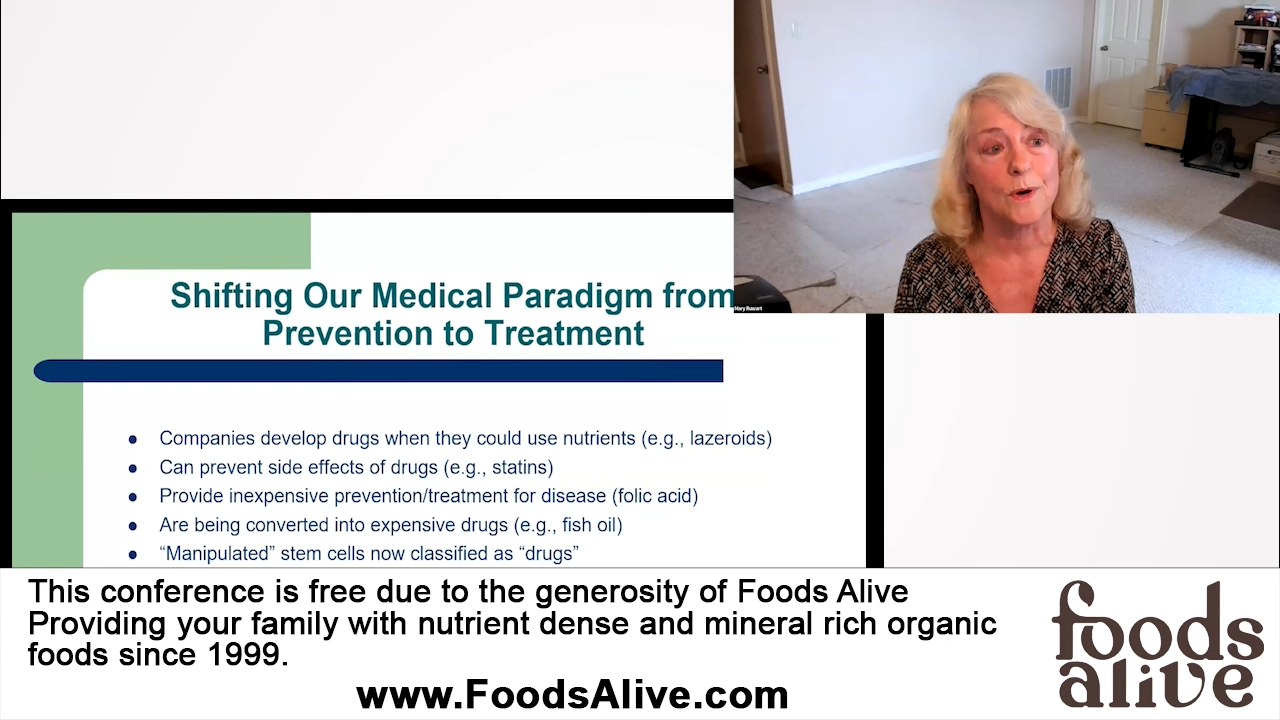 Mary Ruwart
Shifting Our Medical Paradigm from
Prevention to Treatment
● Companies develop drugs when they could use nutrients (e.g., lazeroids)
● Can prevent side effects of drugs (e.g., statins)
● Provide inexpensive prevention/treatment for disease (folic acid)
● Are being converted into expensive drugs (e.g., fish oil)
● “Manipulated” stem cells now classified as “drugs”
This conference is free due to the generosity of Foods Alive
Providing your family with nutrient dense and mineral rich organic
foods since 1999.
www.FoodsAlive.com
foods
alive